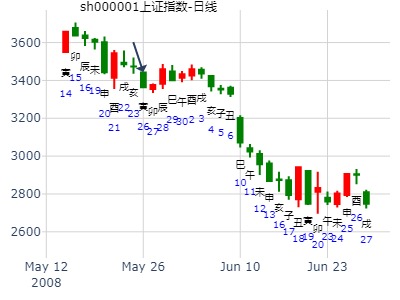 sh000001上证指数-日线
3600
3400
3200
3000
2800
2600
寅
14
卯
15
辰
16
未
19
申
20
酉
21
戌
22
亥
23
寅
26
卯
27
辰
28
巳
29
午
30
酉
2
戌
3
亥
4
子
5
丑
6
巳
10
午
11
未
12
申
13
亥
16
子
17
丑
18
寅
19
卯
20
午
23
未
24
申
25
酉
26
戌
27
May 12
2008
May 26
Jun 10
Jun 23